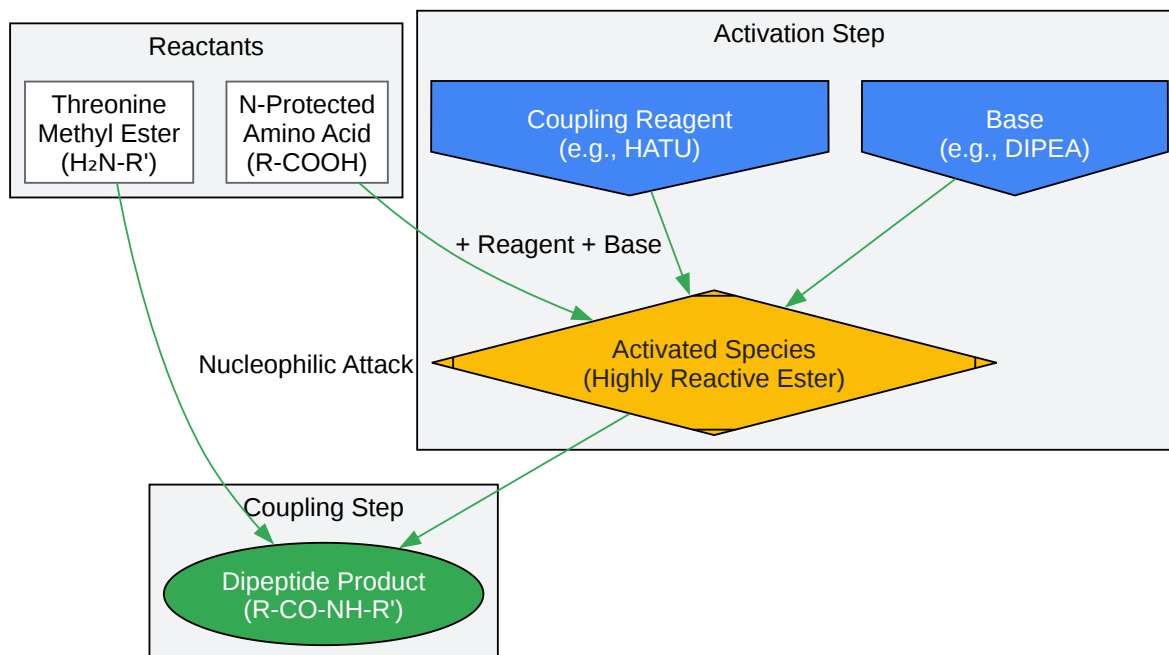 Reactants
Threonine
Methyl Ester
(H₂N-R')
N-Protected
Amino Acid
(R-COOH)
Activation Step
Coupling Reagent
(e.g., HATU)
Base
(e.g., DIPEA)
+ Reagent + Base
Nucleophilic Attack
Activated Species
(Highly Reactive Ester)
Coupling Step
Dipeptide Product
(R-CO-NH-R')